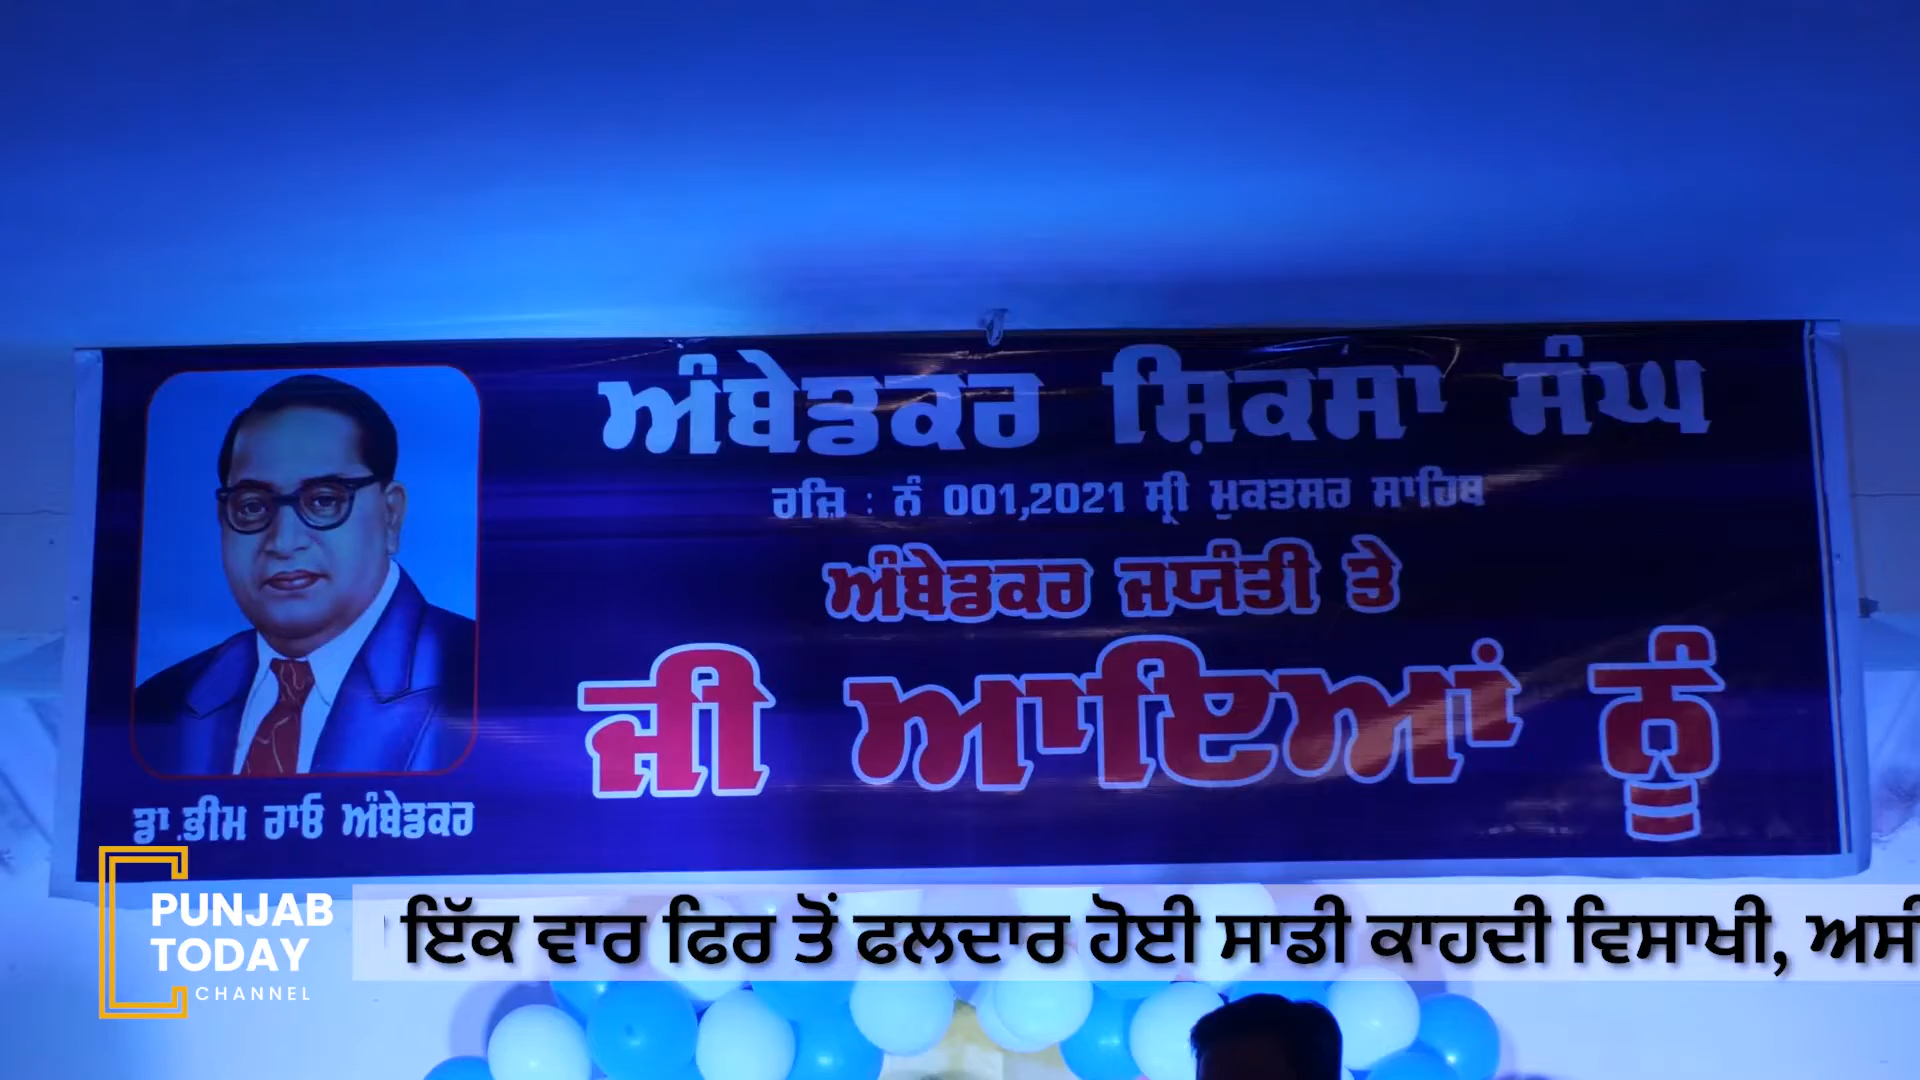 ਅੰਬੇਡਕਰ ਸ਼ਿਕਸਾ ਸੰਘ
ਰਜਿ : ਨੰ 001,2021 ਸ੍ਰੀ ਮੁਕਤਸਰ ਸਾਹਿਬ
ਅੰਬੇਡਕਰ ਜਯੰਤੀ ਤੇ
ਜੀ ਆਇਆਂ ਨੂੰ
ਡਾ.ਭੀਮ ਰਾਓ ਅੰਬੇਡਕਰ
PUNJAB
TODAY
CHANNEL
ਇੱਕ ਵਾਰ ਫਿਰ ਤੋਂ ਫਲਦਾਰ ਹੋਈ ਸਾਡੀ ਕਾਹਦੀ ਵਿਸਾਖੀ,